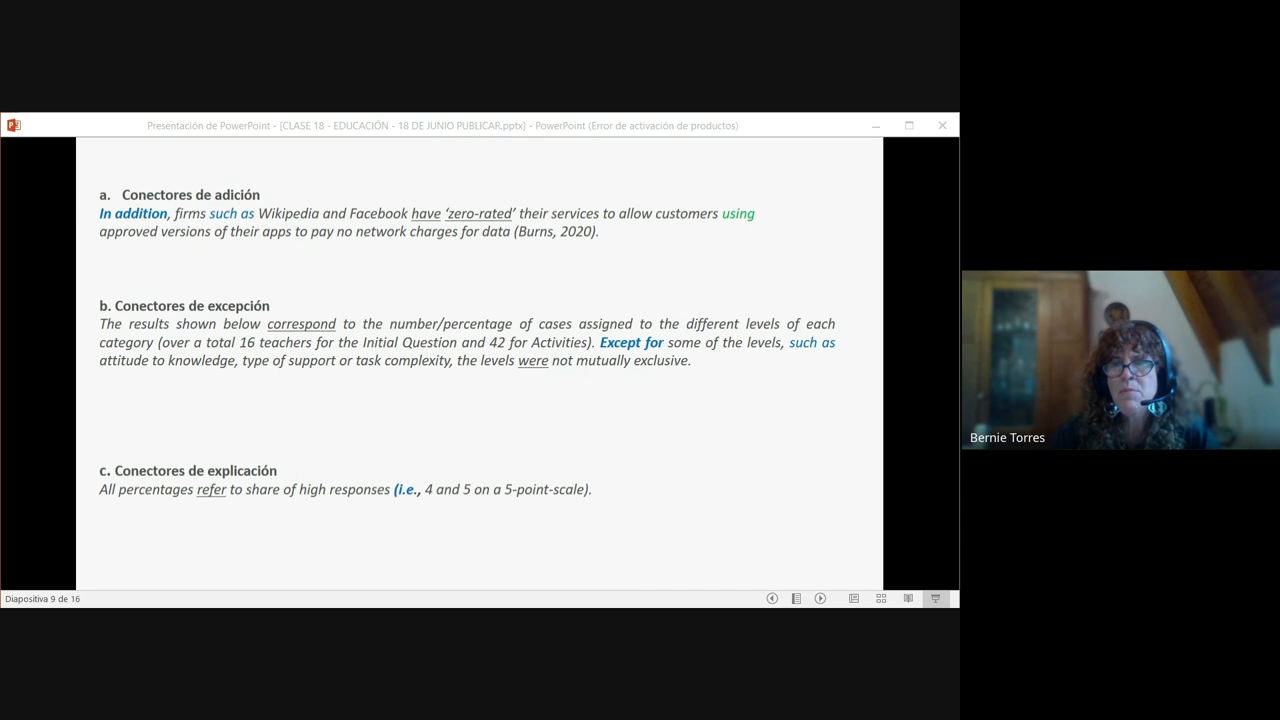 Presentación de PowerPoint - [CLASE 18 - EDUCACIÓN - 18 DE JUNIO PUBLICAR.pptx] - PowerPoint (Error de activación de productos)
a. Conectores de adición
In addition, firms such as Wikipedia and Facebook have ‘zero-rated’ their services to allow customers using
approved versions of their apps to pay no network charges for data (Burns, 2020).
b. Conectores de excepción
The results shown below correspond to the number/percentage of cases assigned to the different levels of each
category (over a total 16 teachers for the Initial Question and 42 for Activities). Except for some of the levels, such as
attitude to knowledge, type of support or task complexity, the levels were not mutually exclusive.
c. Conectores de explicación
All percentages refer to share of high responses (i.e., 4 and 5 on a 5-point-scale).
Diapositiva 9 de 16
Bernie Torres